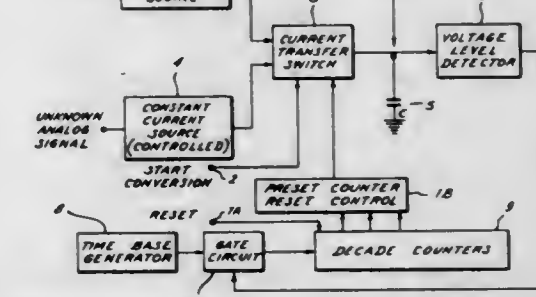 CURRENT
TRANSFER
SWITCH
VOLTAGE
LEVEL
DETECTOR
4
UNKNOWN
ANALOG
SIGNAL
CONSTANT
CURRENT
SOURCE
(CONTROLLED)
C
5
START
CONVERSION
2
PRESET COUNTER
RESET CONTROL
1B
RESET
7A
8
9
TIME BASE
GENERATOR
GATE
CIRCUIT
DECADE COUNTERS